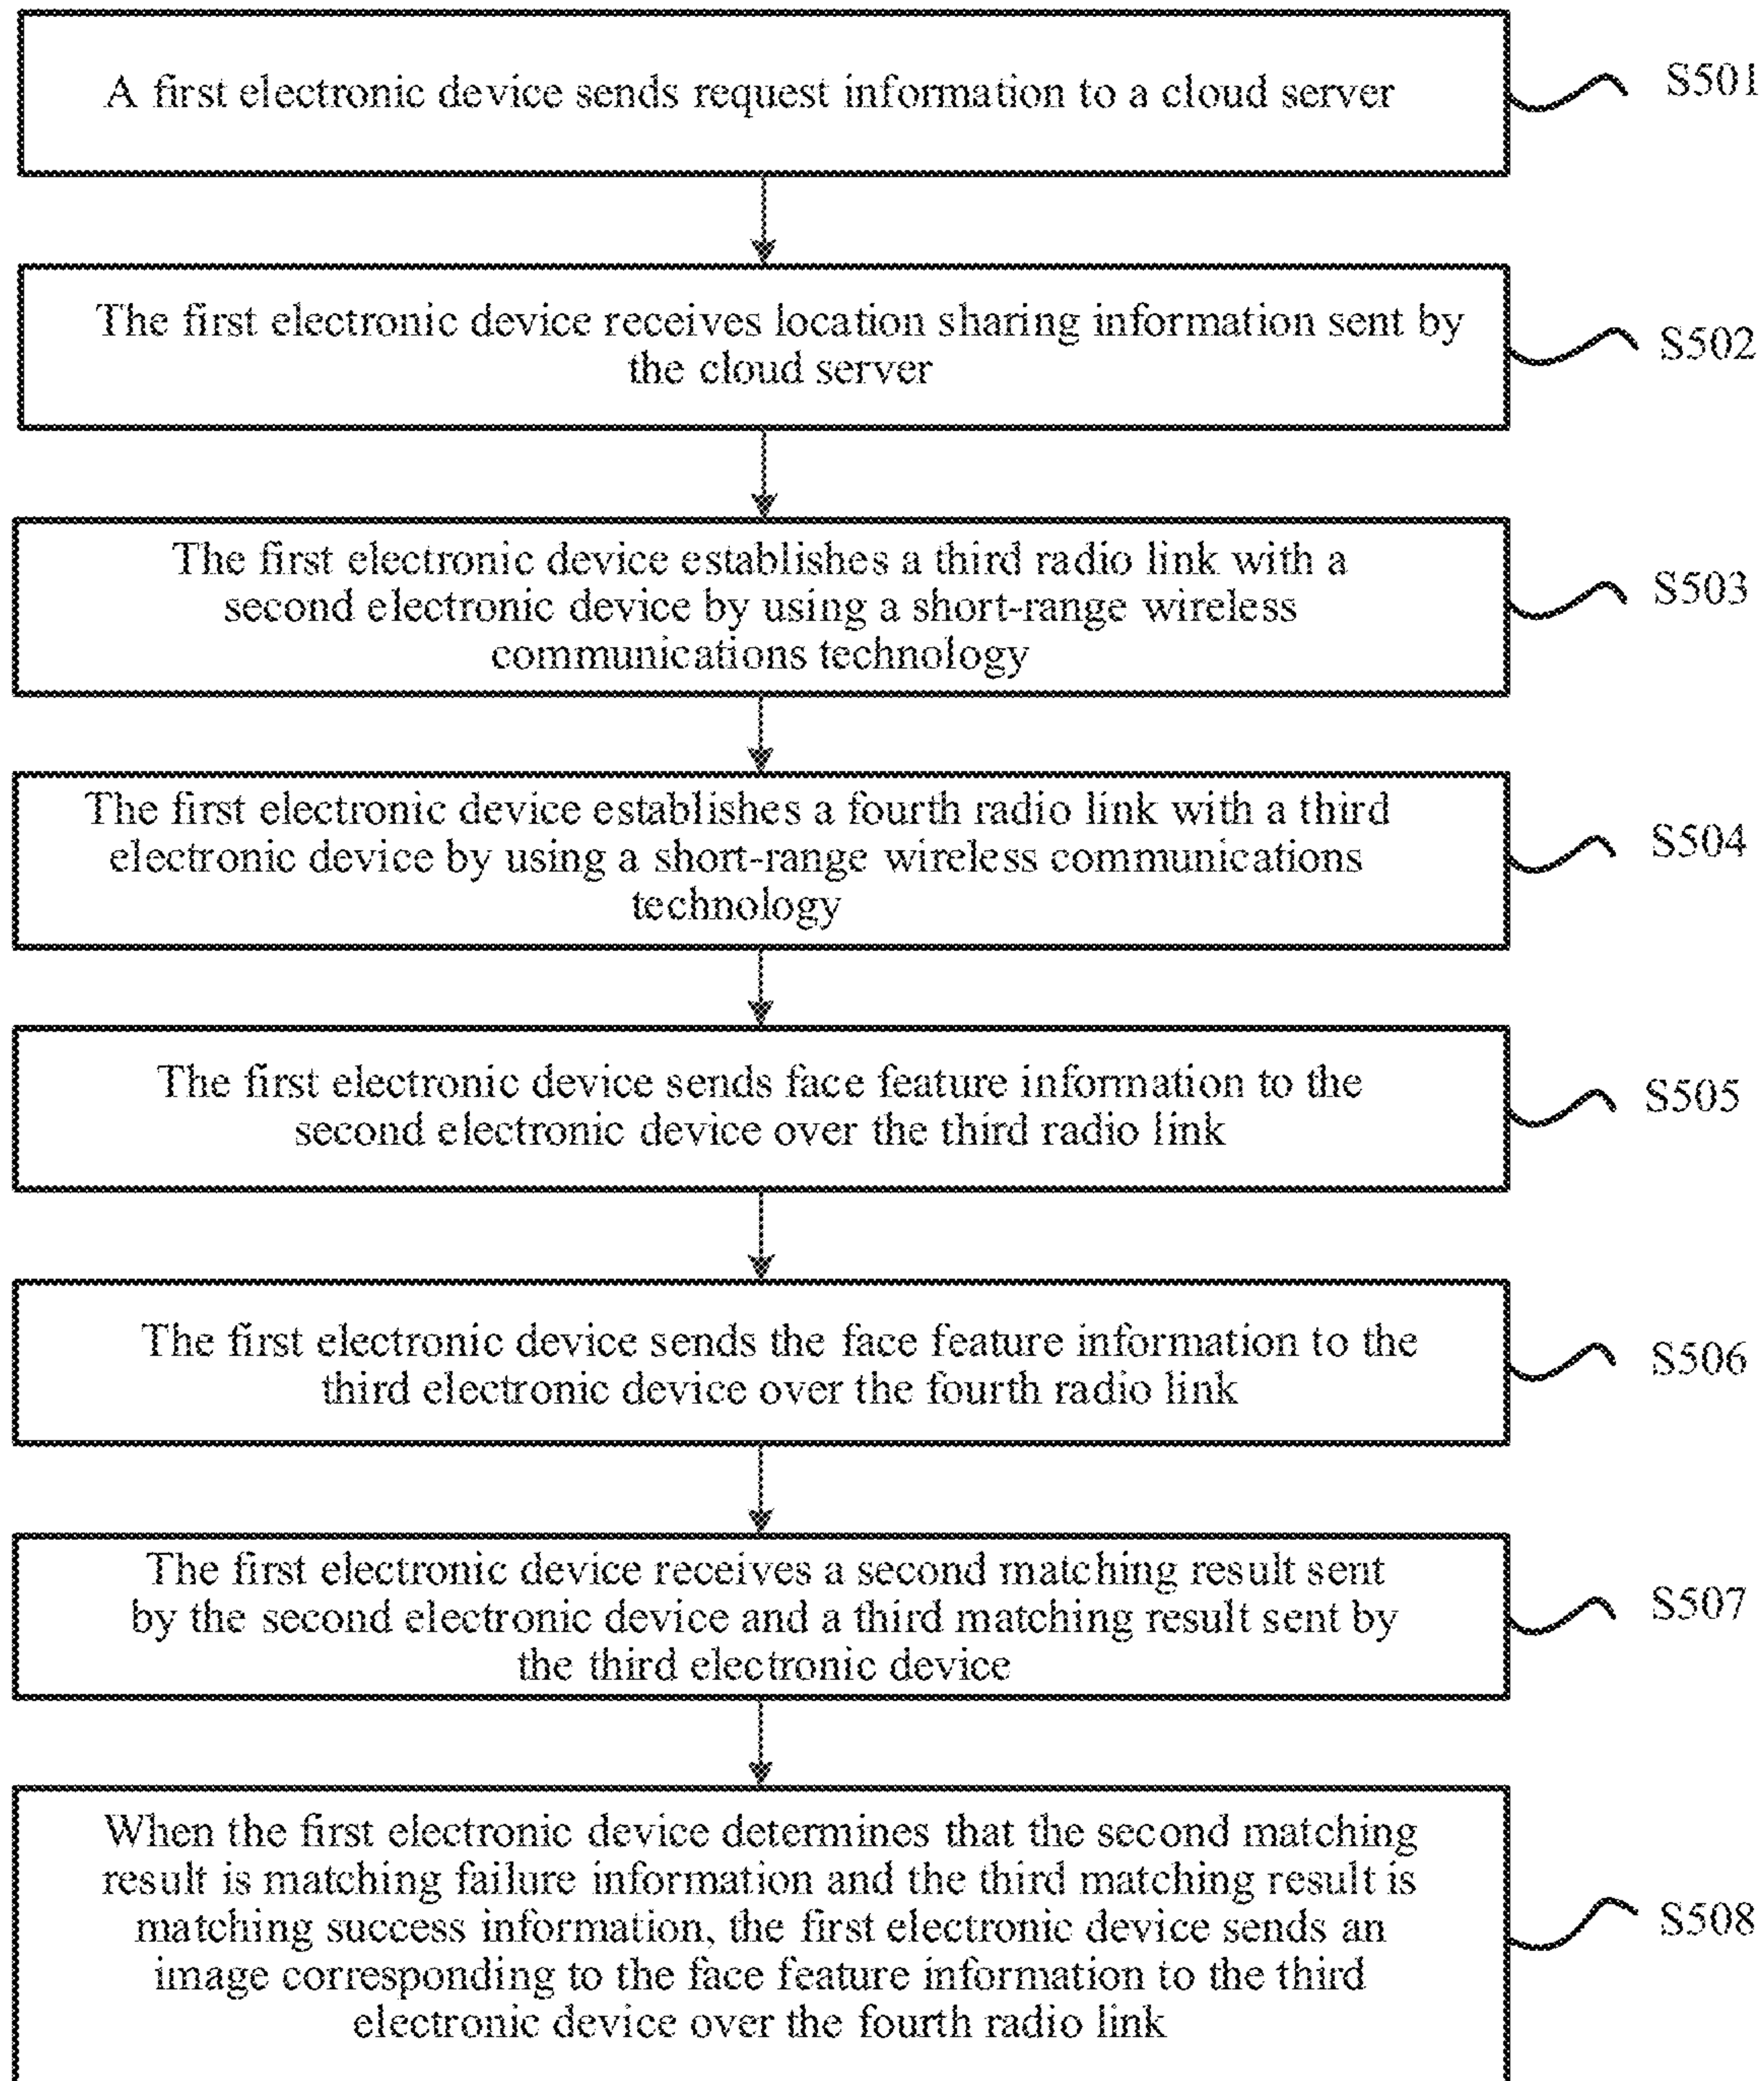 A first electronic device sends request information to a cloud server
S501
The first electronic device receives location sharing information sent by
the cloud server
S502
The first electronic device establishes a third radio link with a
second electronic device by using a short-range wireless
communications technology
S503
The first electronic device establishes a fourth radio link with a third
electronic device by using a short-range wireless communications
technology
S504
The first electronic device sends face feature information to the
second electronic device over the third radio link
S505
The first electronic device sends the face feature information to the
third electronic device over the fourth radio link
S506
The first electronic device receives a second matching result sent
by the second electronic device and a third matching result sent by
the third electronic device
S507
When the first electronic device determines that the second matching
result is matching failure information and the third matching result is
matching success information, the first electronic device sends an
image corresponding to the face feature information to the third
electronic device over the fourth radio link
S508